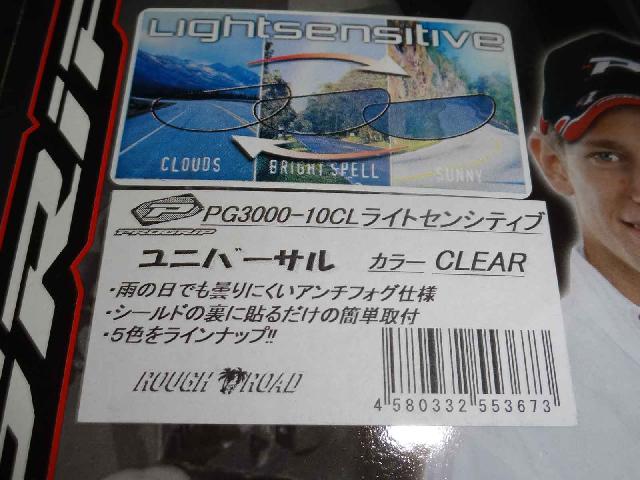 Lightsensitive
CLOUDS
BRIGHT SPELL
SUNNY
PROGRIP
PG3000-10CLライトセンシティブ
ユニバーサル カラー CLEAR
・雨の日でも曇りにくいアンチフォグ仕様
・シールドの裏に貼るだけの簡単取付
・5色をラインナップ!!
ROUGH ROAD
4 580332 553673